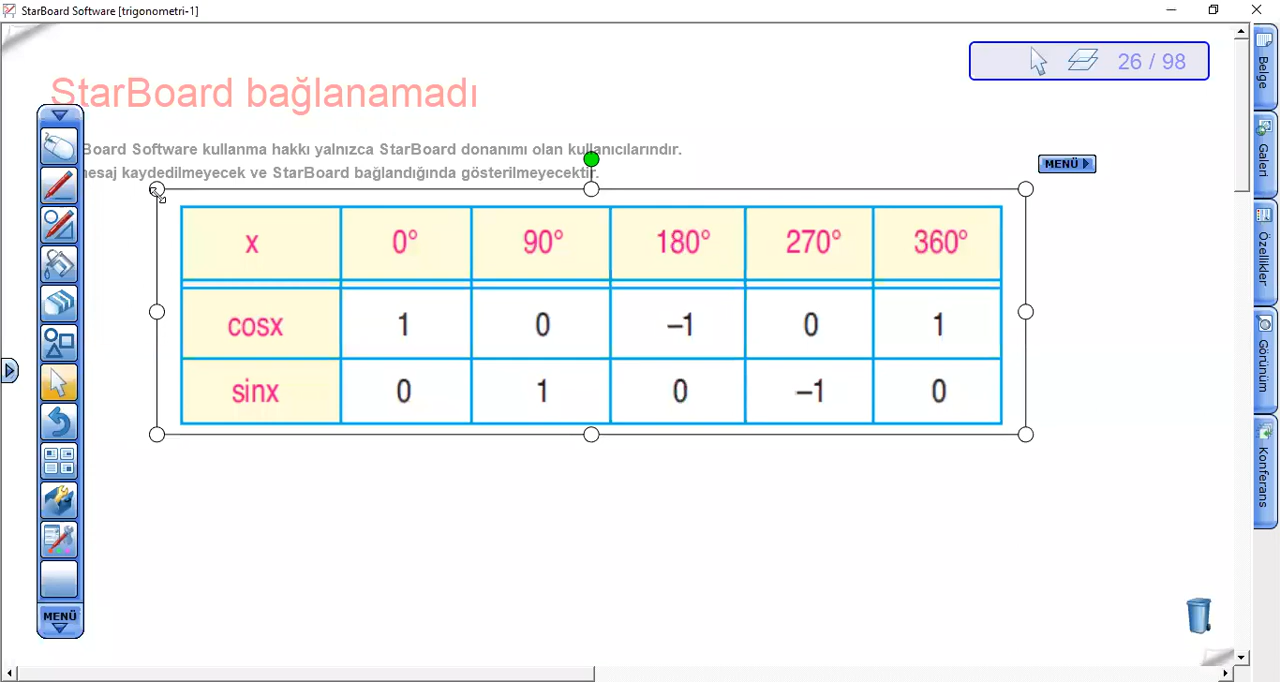 StarBoard Software [trigonometri-1]
26 / 98
StarBoard bağlanamadı
Board Software kullanma hakkı yalnızca StarBoard donanımı olan kullanıcılarındır.
mesaj kaydedilmeyecek ve StarBoard bağlandığında gösterilmeyecektir.
MENÜ
x 0° 90° 180° 270° 360°
cosx 1 0 –1 0 1
sinx 0 1 0 –1 0
MENÜ
Belge
Galeri
Özellikler
Görünüm
Konferans